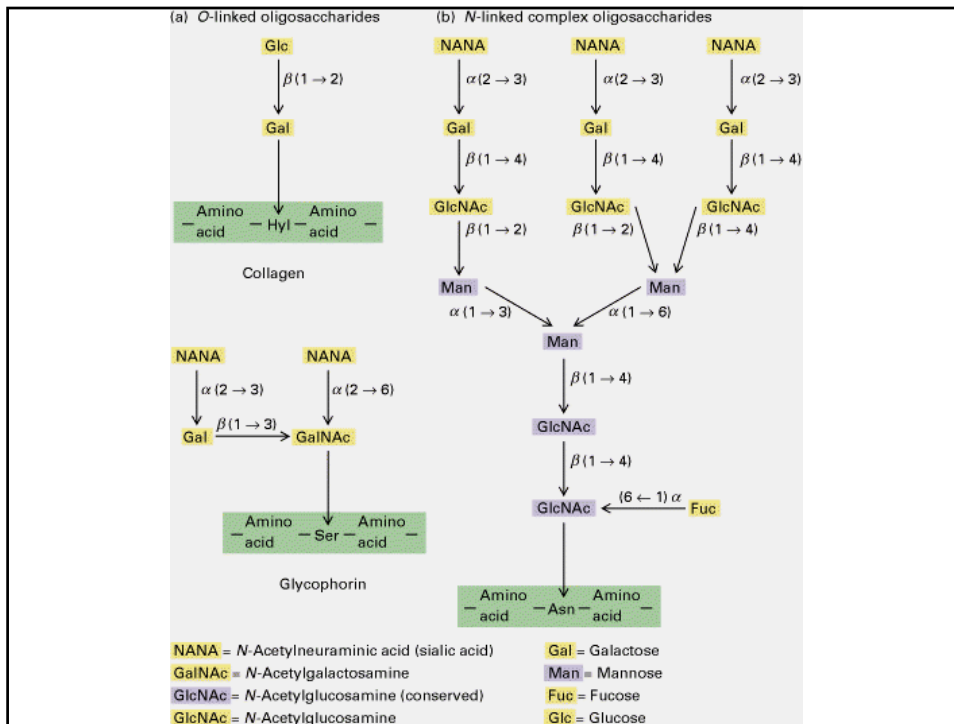 (a) O-linked oligosaccharides
Glc
β(1→2)
Gal
Amino acid – Hyl – Amino acid
Collagen
NANA NANA
α(2→3) α(2→6)
β(1→3)
Gal GalNAc
Amino acid – Ser – Amino acid
Glycophorin
(b) N-linked complex oligosaccharides
NANA NANA NANA
α(2→3) α(2→3) α(2→3)
Gal Gal Gal
β(1→4) β(1→4) β(1→4)
GlcNAc GlcNAc GlcNAc
β(1→2) β(1→2) β(1→4)
Man Man
α(1→3) α(1→6)
Man
β(1→4)
GlcNAc
β(1→4)
GlcNAc (6←1)α Fuc
Amino acid – Asn – Amino acid
NANA = N-Acetylneuraminic acid (sialic acid)
GalNAc = N-Acetylgalactosamine
GlcNAc = N-Acetylglucosamine (conserved)
GlcNAc = N-Acetylglucosamine
Gal = Galactose
Man = Mannose
Fuc = Fucose
Glc = Glucose